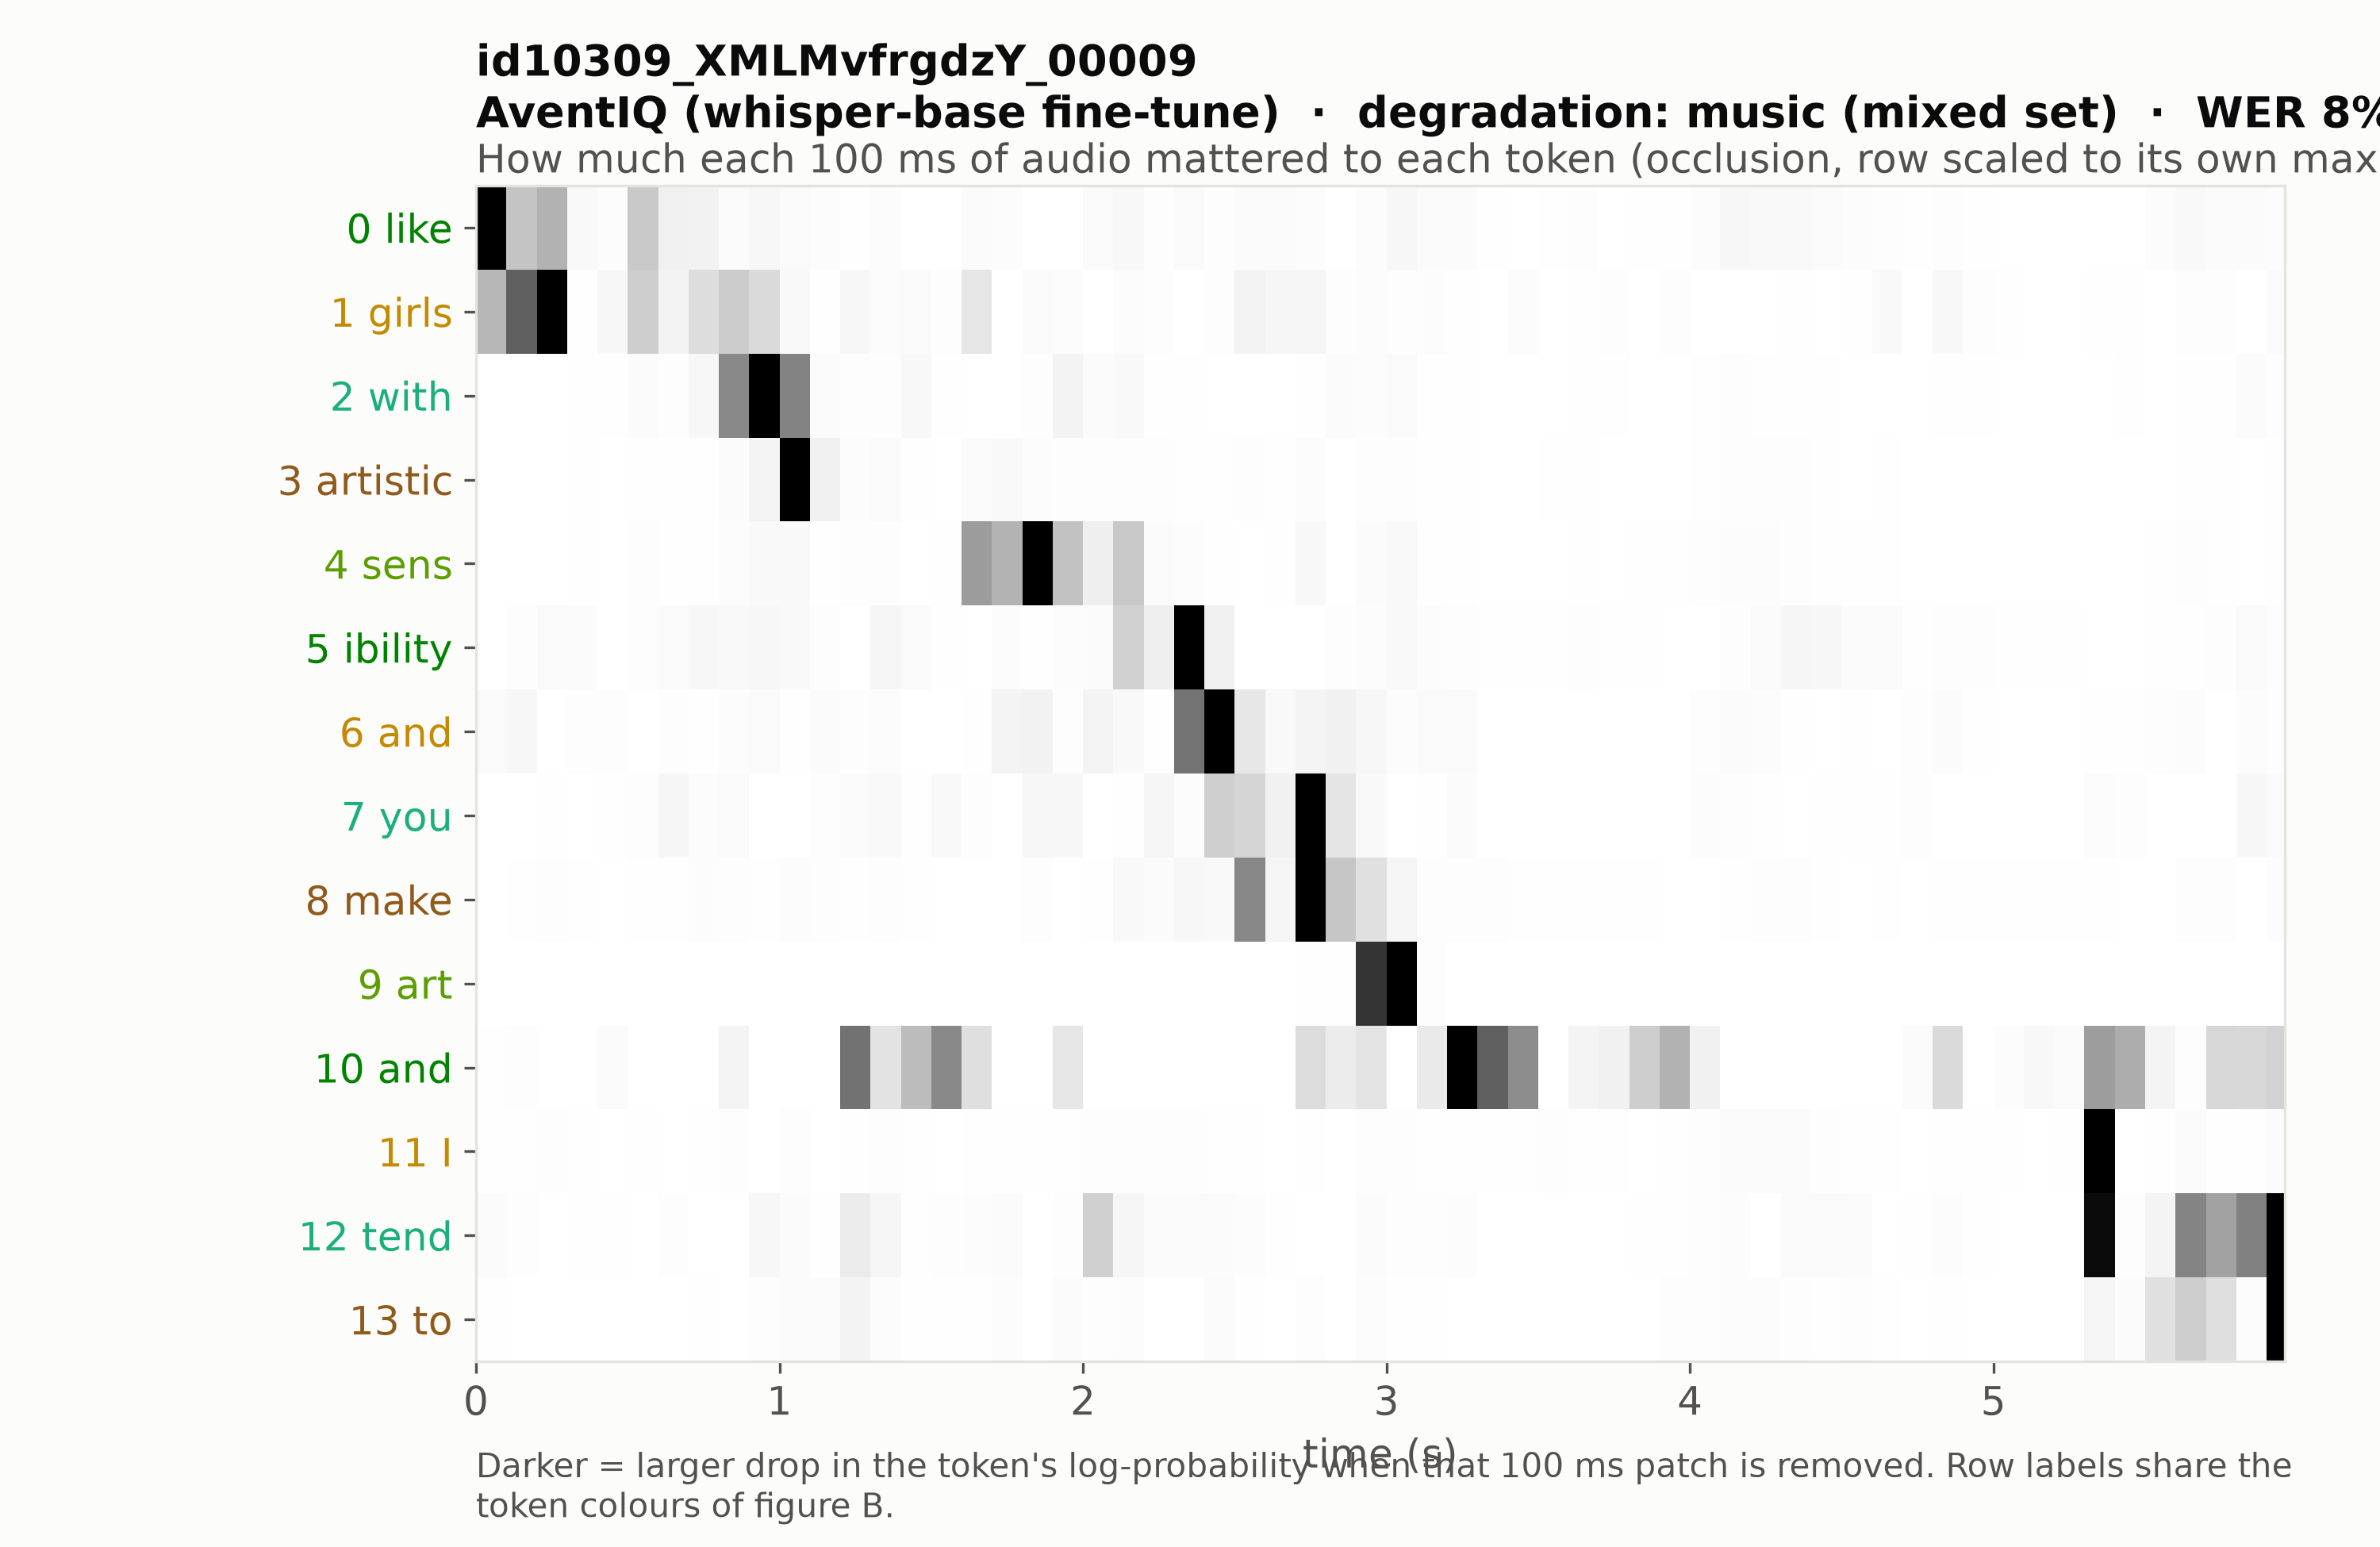 id10309_XMLMvfrgdzY_00009
AventIQ (whisper-base fine-tune) · degradation: music (mixed set) · WER 8%
How much each 100 ms of audio mattered to each token (occlusion, row scaled to its own max
0 like
1 girls
2 with
3 artistic
4 sens
5 ibility
6 and
7 you
8 make
9 art
10 and
11 I
12 tend
13 to
0 1 2 3 4 5
time (s)
Darker = larger drop in the token's log-probability when that 100 ms patch is removed. Row labels share the
token colours of figure B.